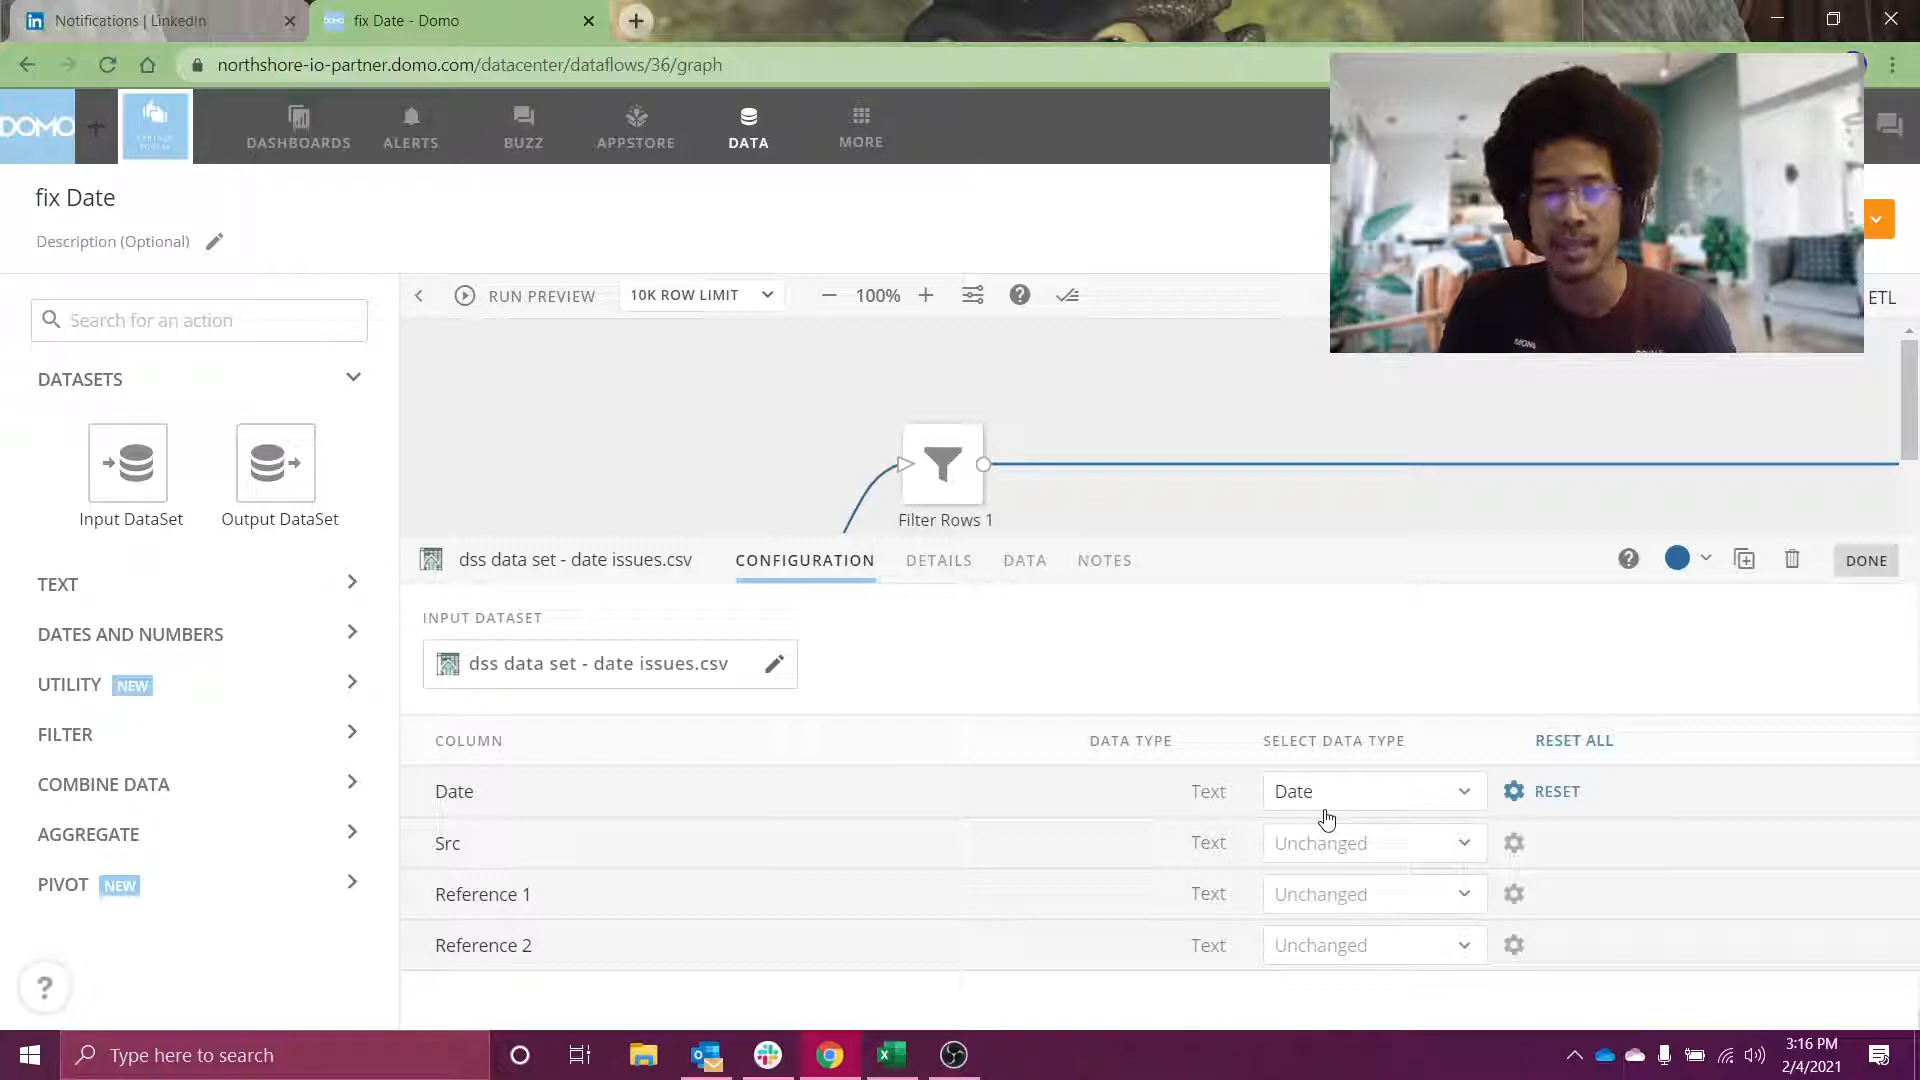 Notifications | LinkedIn
fix Date - Domo
northshore-io-partner.domo.com/datacenter/dataflows/36/graph
DOMO
DASHBOARDS
ALERTS
BUZZ
APPSTORE
DATA
MORE
fix Date
Description (Optional)
RUN PREVIEW
10K ROW LIMIT
100%
ETL
Search for an action
DATASETS
Input DataSet
Output DataSet
Filter Rows 1
TEXT
DATES AND NUMBERS
UTILITY NEW
FILTER
COMBINE DATA
AGGREGATE
PIVOT NEW
dss data set - date issues.csv
CONFIGURATION
DETAILS
DATA
NOTES
DONE
INPUT DATASET
dss data set - date issues.csv
COLUMN DATA TYPE SELECT DATA TYPE RESET ALL
Date Text Date RESET
Src Text Unchanged
Reference 1 Text Unchanged
Reference 2 Text Unchanged
Type here to search
3:16 PM
2/4/2021